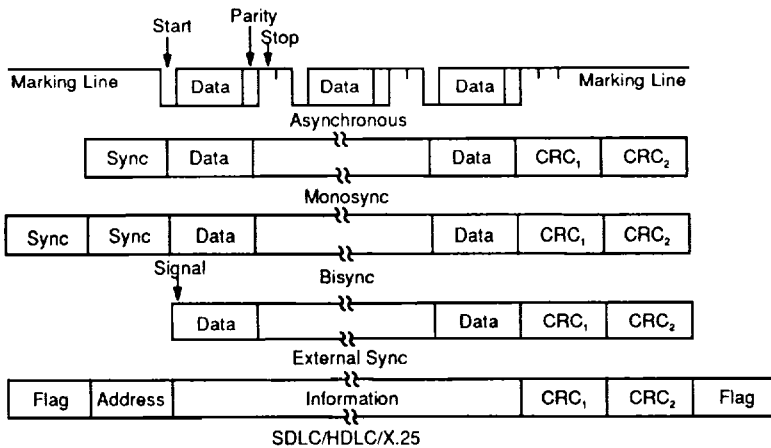 Start
Parity
Stop
Marking Line
Data
Data
Data
Marking Line
Asynchronous
Sync Data Data CRC₁ CRC₂
Monosync
Sync Sync Data Data CRC₁ CRC₂
Signal
Bisync
Data Data CRC₁ CRC₂
External Sync
Flag Address Information CRC₁ CRC₂ Flag
SDLC/HDLC/X.25